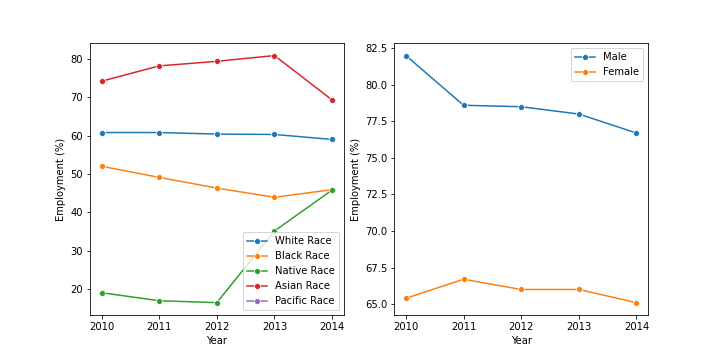 80
70
60
50
40
30
20
Employment (%)
White Race
Black Race
Native Race
Asian Race
Pacific Race
2010 2011 2012 2013 2014
Year
82.5
80.0
77.5
75.0
72.5
70.0
67.5
65.0
Employment (%)
Male
Female
2010 2011 2012 2013 2014
Year